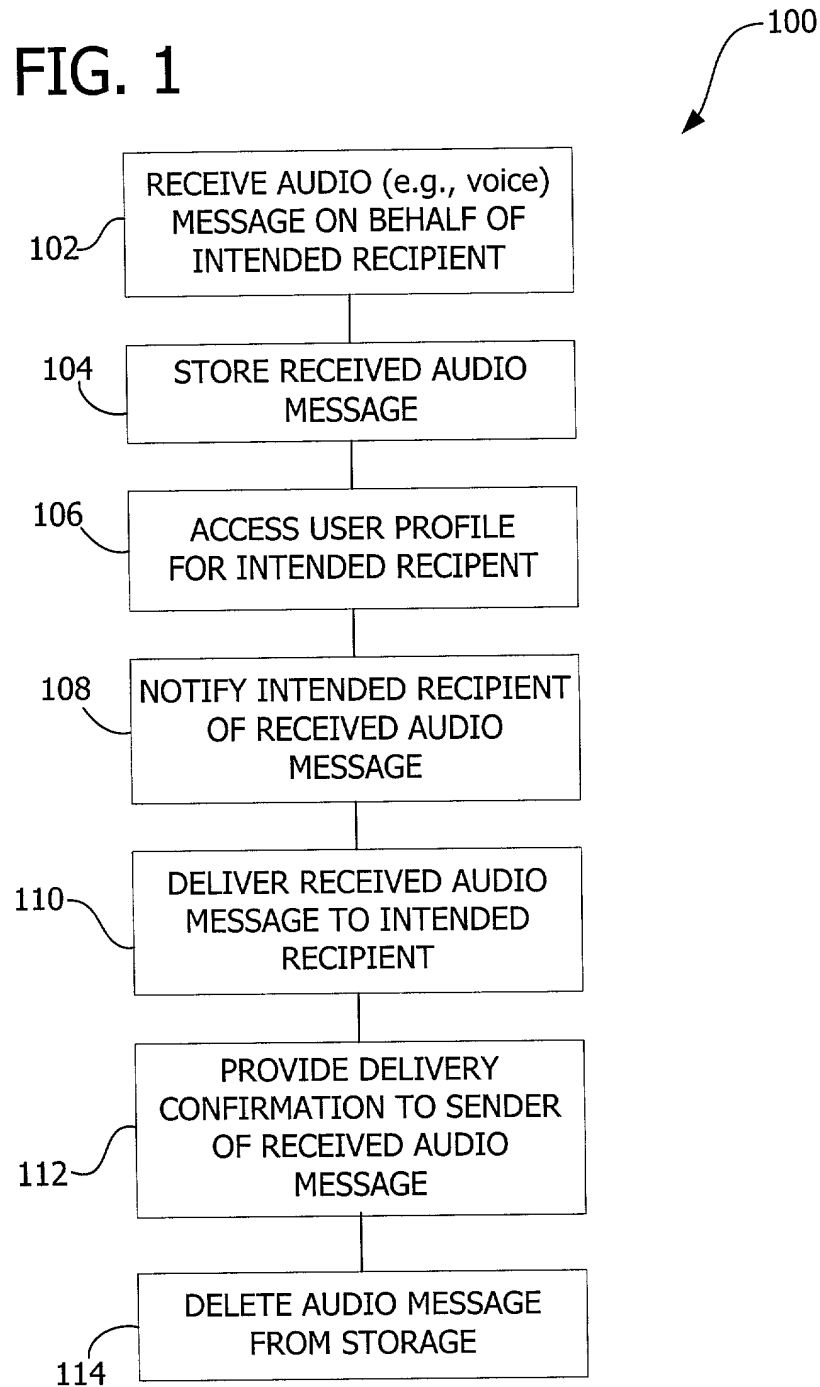 100
FIG. 1
RECEIVE AUDIO (e.g., voice)
MESSAGE ON BEHALF OF
INTENDED RECIPIENT
102
104
STORE RECEIVED AUDIO
MESSAGE
106
ACCESS USER PROFILE
FOR INTENDED RECIPENT
108
NOTIFY INTENDED RECIPIENT
OF RECEIVED AUDIO
MESSAGE
110
DELIVER RECEIVED AUDIO
MESSAGE TO INTENDED
RECIPIENT
112
PROVIDE DELIVERY
CONFIRMATION TO SENDER
OF RECEIVED AUDIO
MESSAGE
114
DELETE AUDIO MESSAGE
FROM STORAGE